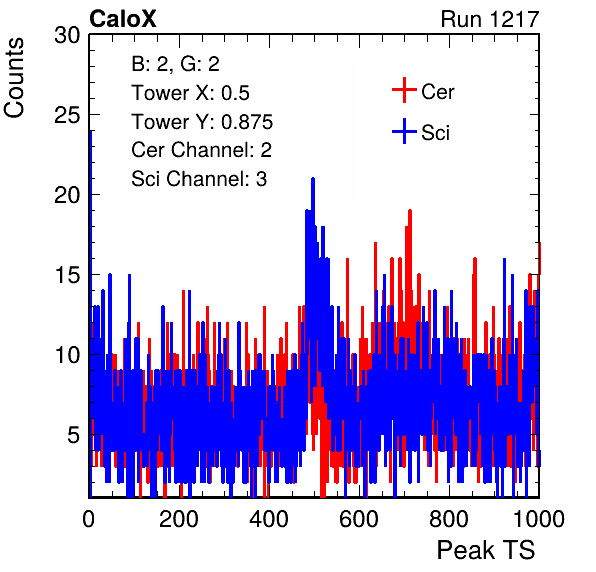 CaloX Run 1217
Counts
30
25
20
15
10
5
B: 2, G: 2
Tower X: 0.5
Tower Y: 0.875
Cer Channel: 2
Sci Channel: 3
Cer
Sci
0 200 400 600 800 1000
Peak TS